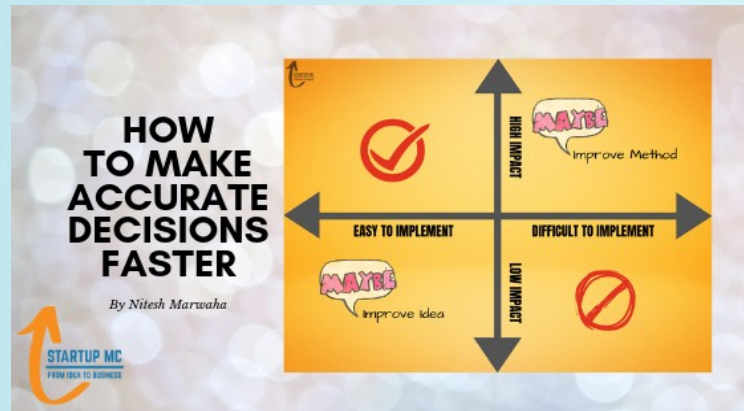 HOW
TO MAKE
ACCURATE
DECISIONS
FASTER
By Nitesh Marwaha
STARTUP MC
FROM IDEA TO BUSINESS
HIGH IMPACT
MAYBE
Improve Method
EASY TO IMPLEMENT
DIFFICULT TO IMPLEMENT
MAYBE
Improve Idea
LOW IMPACT